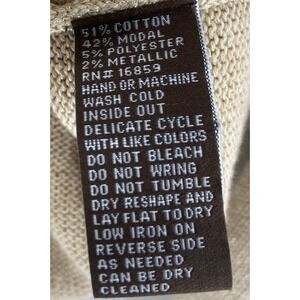 51% COTTON
42% MODAL
5% POLYESTER
2% METALLIC
RN# 16859
HAND OR MACHINE
WASH COLD
INSIDE OUT
DELICATE CYCLE
WITH LIKE COLORS
DO NOT BLEACH
DO NOT WRING
DO NOT TUMBLE
DRY RESHAPE AND
LAY FLAT TO DRY
LOW IRON ON
REVERSE SIDE
AS NEEDED
CAN BE DRY
CLEANED